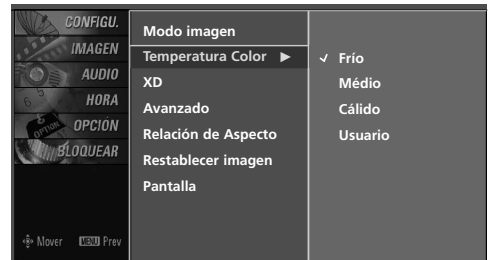 CONFIGU.
IMAGEN
AUDIO
HORA
OPCIÓN
BLOQUEAR
Mover MENU Prev
Modo imagen
Temperatura Color ▶
XD
Avanzado
Relación de Aspecto
Restablecer imagen
Pantalla
✓ Frío
Médio
Cálido
Usuario